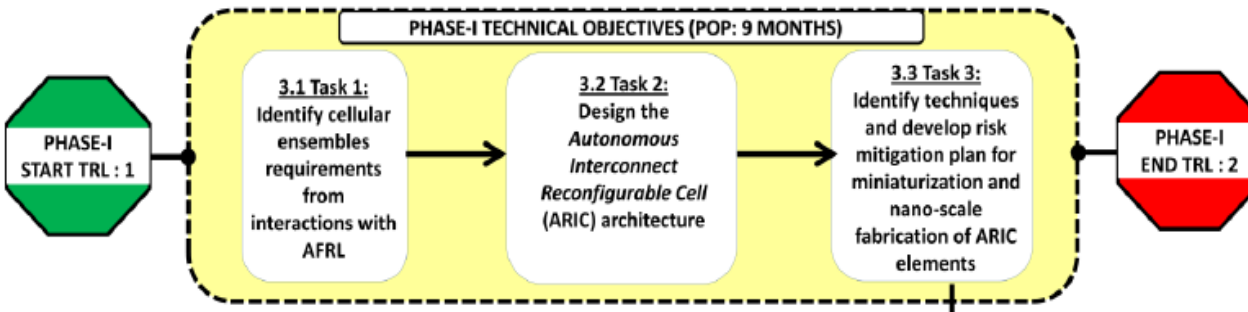 PHASE-I TECHNICAL OBJECTIVES (POP: 9 MONTHS)
PHASE-I
START TRL : 1
3.1 Task 1:
Identify cellular
ensembles
requirements
from
interactions with
AFRL
3.2 Task 2:
Design the
Autonomous
Interconnect
Reconfigurable Cell
(ARIC) architecture
3.3 Task 3:
Identify techniques
and develop risk
mitigation plan for
miniaturization and
nano-scale
fabrication of ARIC
elements
PHASE-I
END TRL : 2